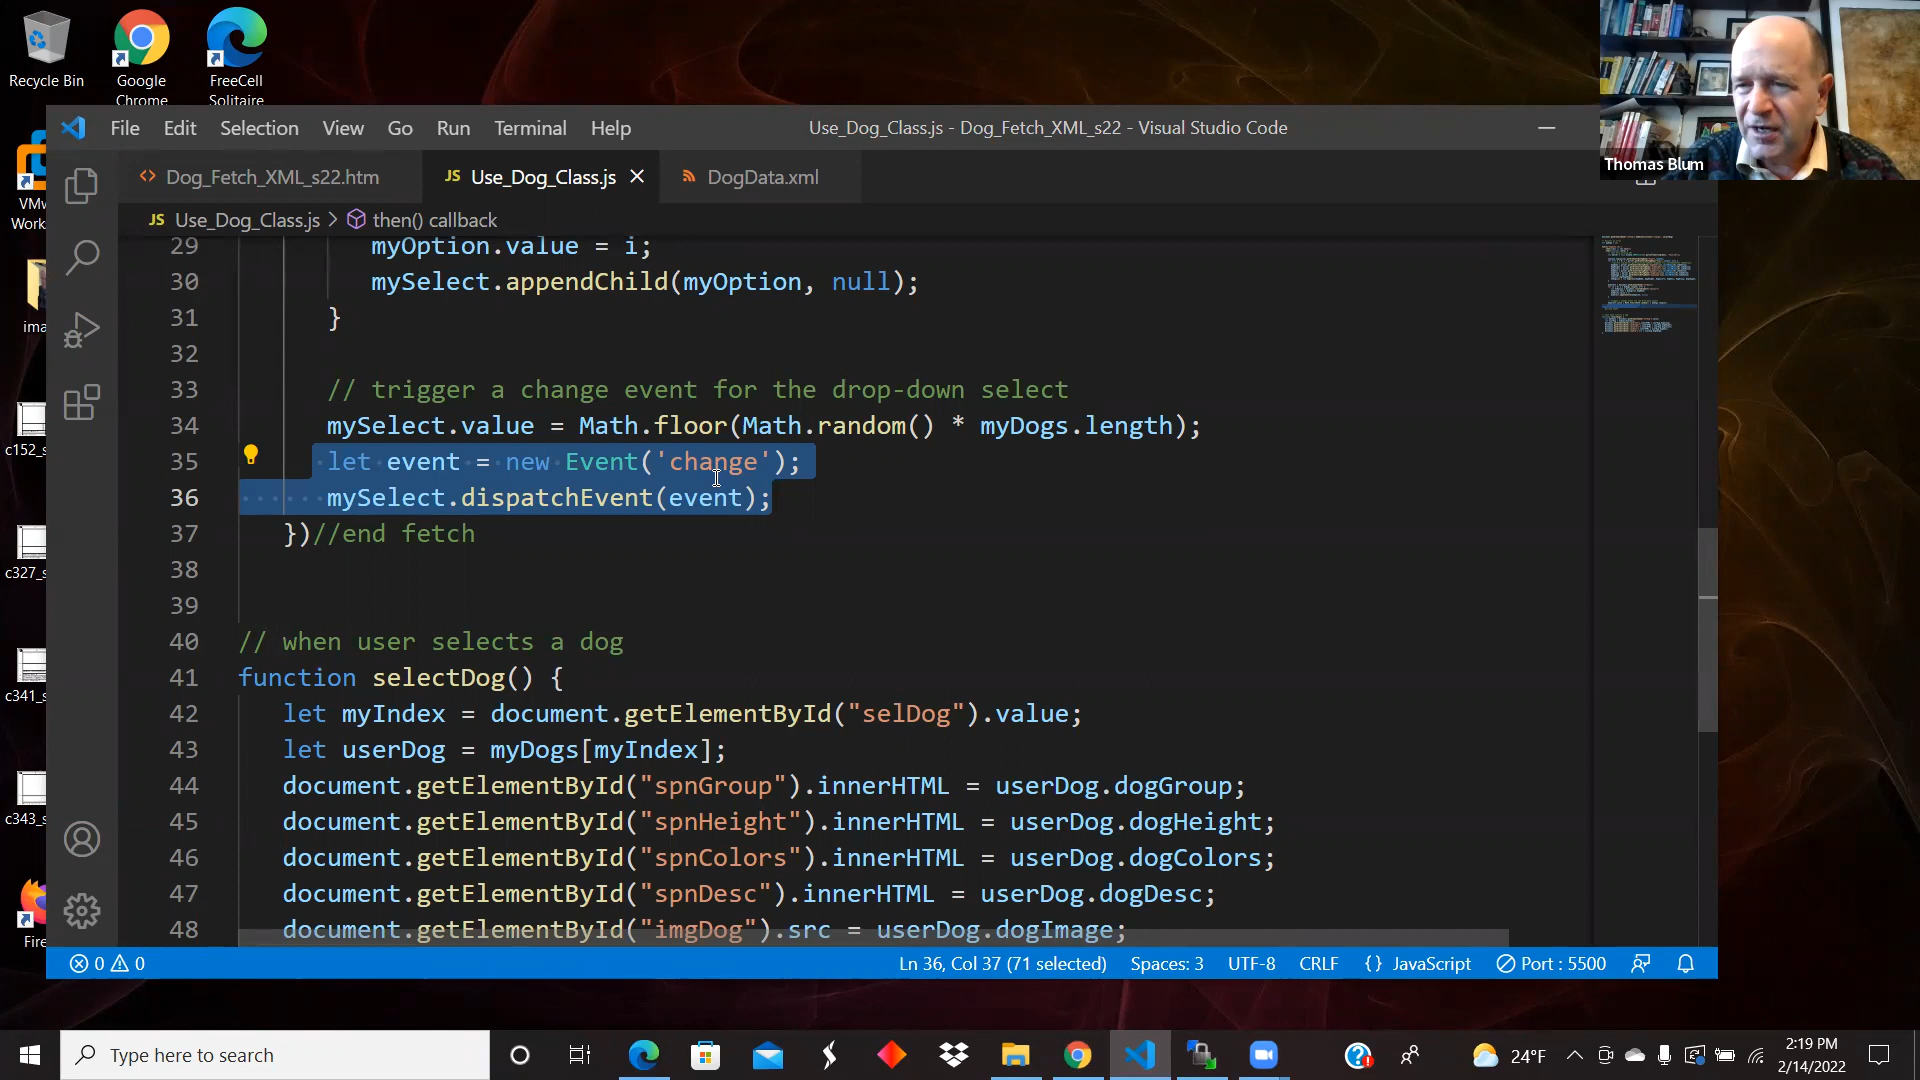 Recycle Bin
Google
Chrome
FreeCell
Solitaire
Thomas Blum
File Edit Selection View Go Run Terminal Help
Use_Dog_Class.js - Dog_Fetch_XML_s22 - Visual Studio Code
Dog_Fetch_XML_s22.htm
JS Use_Dog_Class.js
DogData.xml
JS Use_Dog_Class.js > then() callback
VMw
Work
ima
c152_s
c327_s
c341_s
c343_s
Fire
29 myOption.value = i;
30 mySelect.appendChild(myOption, null);
31 }
32
33 // trigger a change event for the drop-down select
34 mySelect.value = Math.floor(Math.random() * myDogs.length);
35 let event = new Event('change');
36 mySelect.dispatchEvent(event);
37 })//end fetch
38
39
40 // when user selects a dog
41 function selectDog() {
42 let myIndex = document.getElementById("selDog").value;
43 let userDog = myDogs[myIndex];
44 document.getElementById("spnGroup").innerHTML = userDog.dogGroup;
45 document.getElementById("spnHeight").innerHTML = userDog.dogHeight;
46 document.getElementById("spnColors").innerHTML = userDog.dogColors;
47 document.getElementById("spnDesc").innerHTML = userDog.dogDesc;
48 document.getElementById("imgDog").src = userDog.dogImage;
0 0
Ln 36, Col 37 (71 selected) Spaces: 3 UTF-8 CRLF {} JavaScript Port : 5500
Type here to search
24°F
2:19 PM
2/14/2022